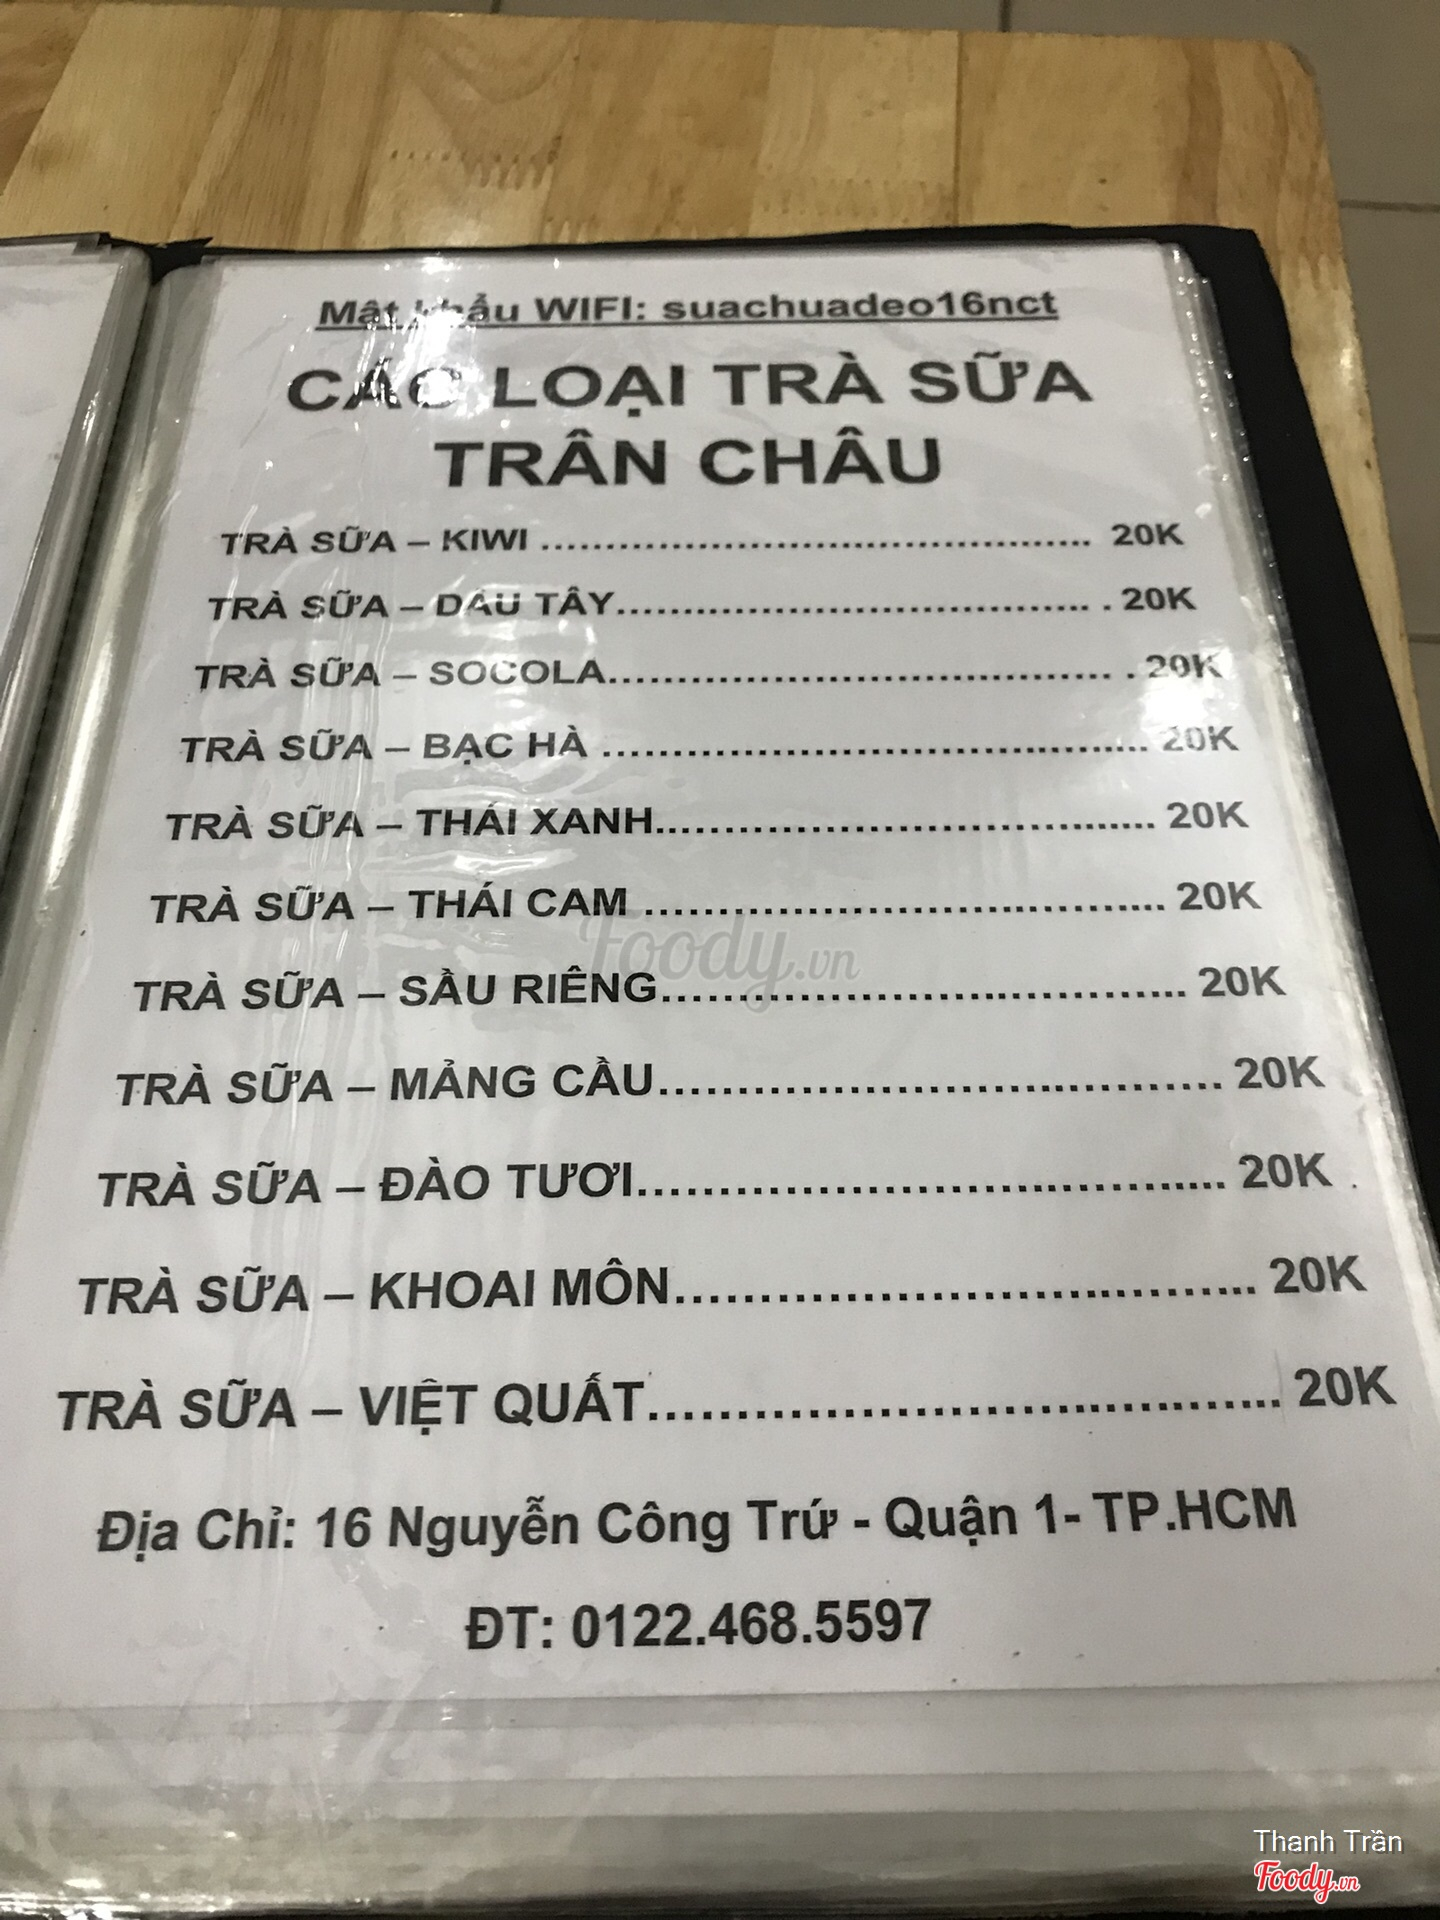 Mật khẩu WIFI: suachuadeo16nct
CÁC LOẠI TRÀ SỮA
TRÂN CHÂU
TRÀ SỮA – KIWI ................................................ 20K
TRÀ SỮA – DÂU TÂY.......................................... . 20K
TRÀ SỮA – SOCOLA.......................................... . 20K
TRÀ SỮA – BẠC HÀ ............................................. 20K
TRÀ SỮA – THÁI XANH........................................ 20K
TRÀ SỮA – THÁI CAM ........................................ 20K
TRÀ SỮA – SẦU RIÊNG....................................... 20K
TRÀ SỮA – MẢNG CẦU....................................... 20K
TRÀ SỮA – ĐÀO TƯƠI........................................ 20K .
TRÀ SỮA – KHOAI MÔN..................................... 20K
TRÀ SỮA – VIỆT QUẤT...................................... 20K
Địa Chỉ: 16 Nguyễn Công Trứ - Quận 1- TP.HCM
ĐT: 0122.468.5597
Foody.vn
Thanh Trần
Foody.vn